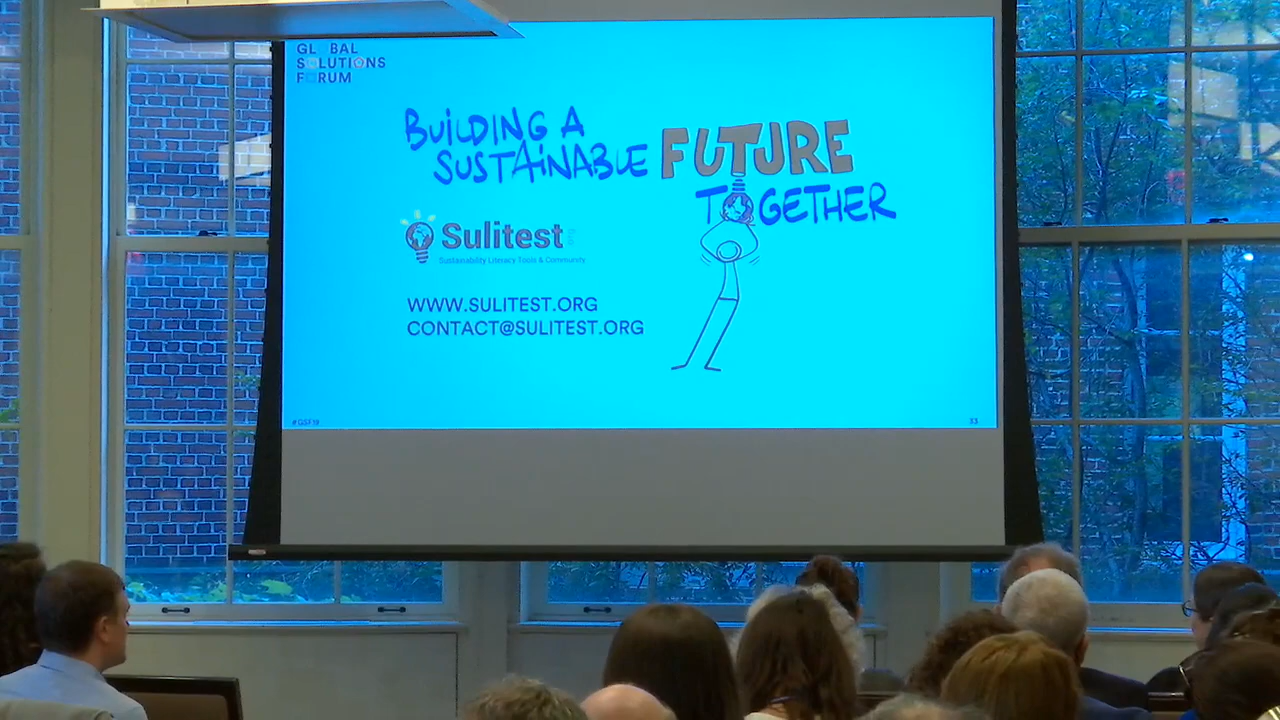 GLOBAL
SOLUTIONS
FORUM
BUiLDiNG A
SUSTAiNABLE FUTURE
TOGETHER
Sulitest
Sustainability Literacy Tools & Community
WWW.SULITEST.ORG
CONTACT@SULITEST.ORG
#GSF19
33